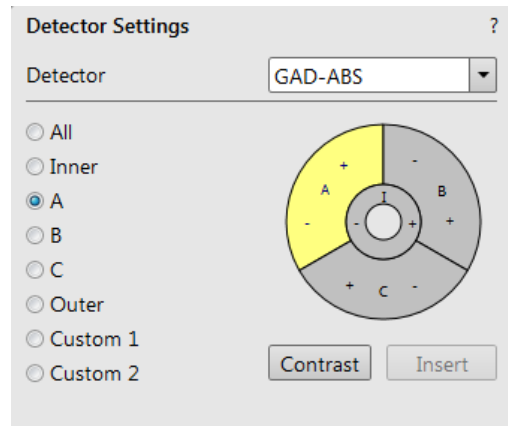 Detector Settings ?
Detector GAD-ABS
All
Inner
A
B
C
Outer
Custom 1
Custom 2
+ -
A I B
- - + +
+ C -
Contrast Insert